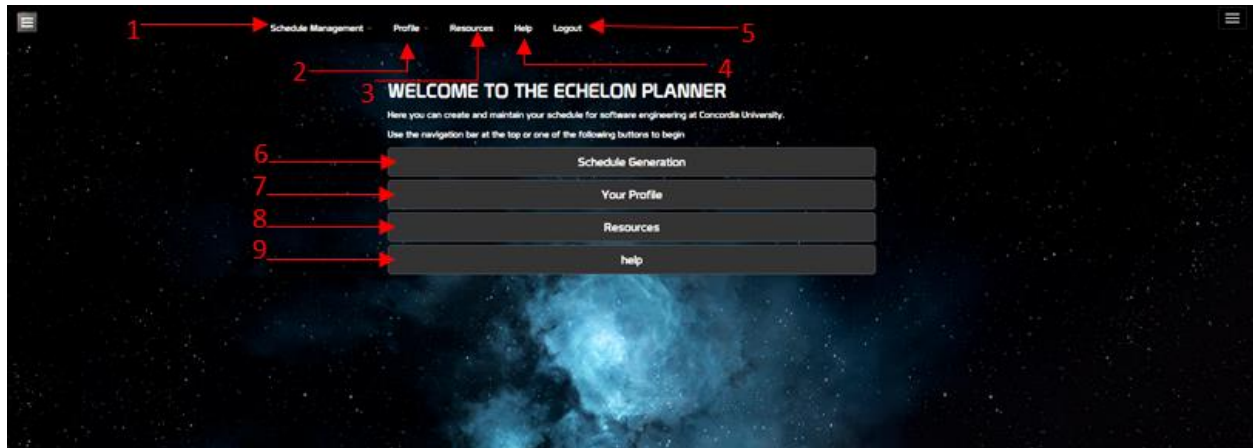 1 Schedule Management Profile Resources Help Logout 5
2 4
3 WELCOME TO THE ECHELON PLANNER
Here you can create and maintain your schedule for software engineering at Concordia University.
Use the navigation bar at the top or one of the following buttons to begin
6 Schedule Generation
7 Your Profile
8 Resources
9 help